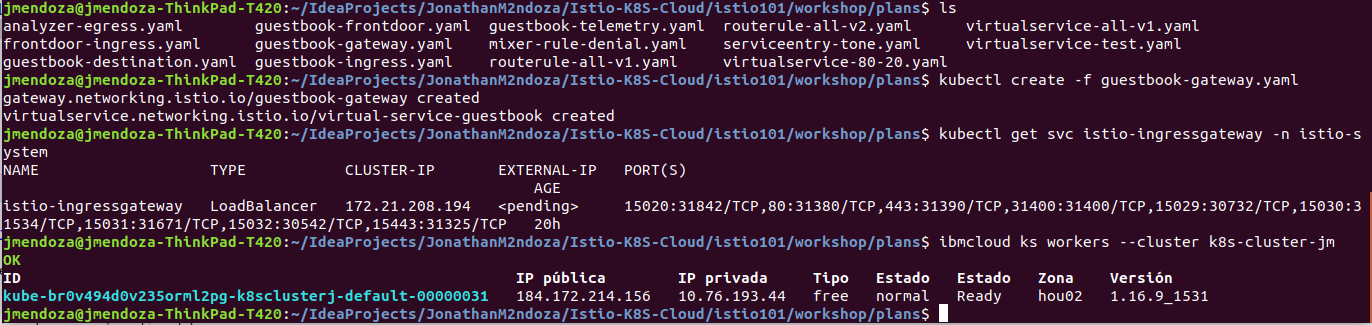 jmendoza@jmendoza-ThinkPad-T420:~/IdeaProjects/JonathanM2ndoza/Istio-K8S-Cloud/istio101/workshop/plans$ ls
analyzer-egress.yaml guestbook-frontdoor.yaml guestbook-telemetry.yaml routerule-all-v2.yaml virtualservice-all-v1.yaml
frontdoor-ingress.yaml guestbook-gateway.yaml mixer-rule-denial.yaml serviceentry-tone.yaml virtualservice-test.yaml
guestbook-destination.yaml guestbook-ingress.yaml routerule-all-v1.yaml virtualservice-80-20.yaml
jmendoza@jmendoza-ThinkPad-T420:~/IdeaProjects/JonathanM2ndoza/Istio-K8S-Cloud/istio101/workshop/plans$ kubectl create -f guestbook-gateway.yaml
gateway.networking.istio.io/guestbook-gateway created
virtualservice.networking.istio.io/virtual-service-guestbook created
jmendoza@jmendoza-ThinkPad-T420:~/IdeaProjects/JonathanM2ndoza/Istio-K8S-Cloud/istio101/workshop/plans$ kubectl get svc istio-ingressgateway -n istio-s
ystem
NAME TYPE CLUSTER-IP EXTERNAL-IP PORT(S)
AGE
istio-ingressgateway LoadBalancer 172.21.208.194 <pending> 15020:31842/TCP,80:31380/TCP,443:31390/TCP,31400:31400/TCP,15029:30732/TCP,15030:3
1534/TCP,15031:31671/TCP,15032:30542/TCP,15443:31325/TCP 20h
jmendoza@jmendoza-ThinkPad-T420:~/IdeaProjects/JonathanM2ndoza/Istio-K8S-Cloud/istio101/workshop/plans$ ibmcloud ks workers --cluster k8s-cluster-jm
OK
ID IP pública IP privada Tipo Estado Estado Zona Versión
kube-br0v494d0v235orml2pg-k8sclusterj-default-00000031 184.172.214.156 10.76.193.44 free normal Ready hou02 1.16.9_1531
jmendoza@jmendoza-ThinkPad-T420:~/IdeaProjects/JonathanM2ndoza/Istio-K8S-Cloud/istio101/workshop/plans$